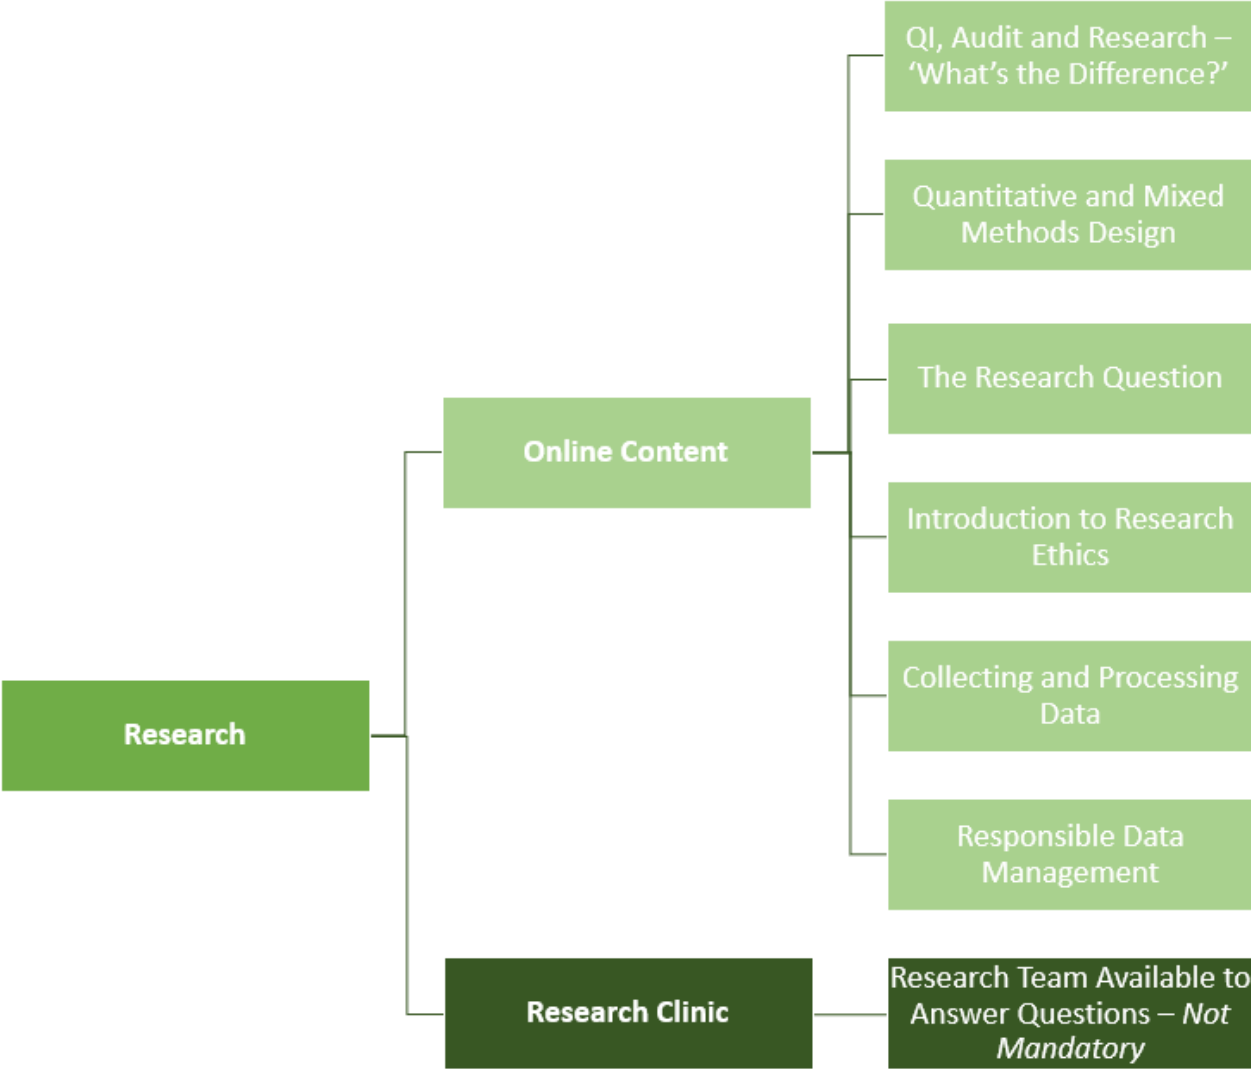 QI, Audit and Research –
‘What’s the Difference?’
Quantitative and Mixed
Methods Design
The Research Question
Online Content
Introduction to Research
Ethics
Collecting and Processing
Data
Research
Responsible Data
Management
Research Clinic
Research Team Available to
Answer Questions – Not
Mandatory